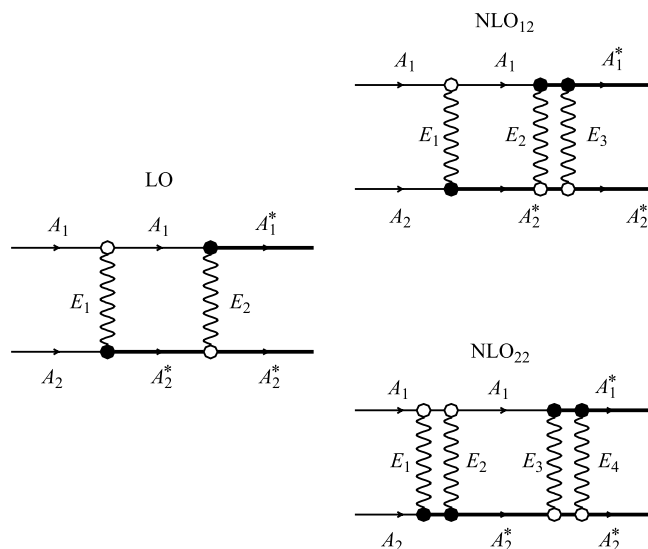 LO
A₁ A₁ A₁*
E₁ E₂
A₂ A₂* A₂*
NLO₁₂
A₁ A₁ A₁*
E₁ E₂ E₃
A₂ A₂* A₂*
NLO₂₂
A₁ A₁ A₁*
E₁ E₂ E₃ E₄
A₂ A₂* A₂*